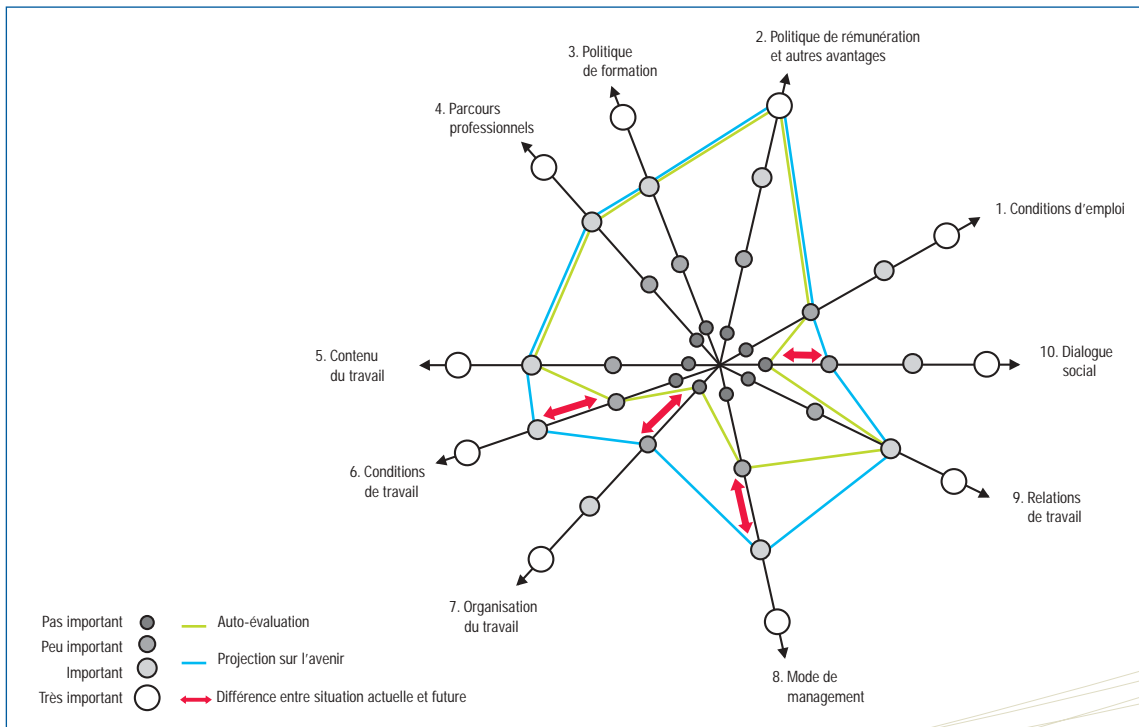 2. Politique de rémunération
et autres avantages
3. Politique
de formation
4. Parcours
professionnels
1. Conditions d'emploi
5. Contenu
du travail
10. Dialogue
social
6. Conditions
de travail
9. Relations
de travail
7. Organisation
du travail
8. Mode de
management
Pas important
Peu important
Important
Très important
Auto-évaluation
Projection sur l'avenir
Différence entre situation actuelle et future